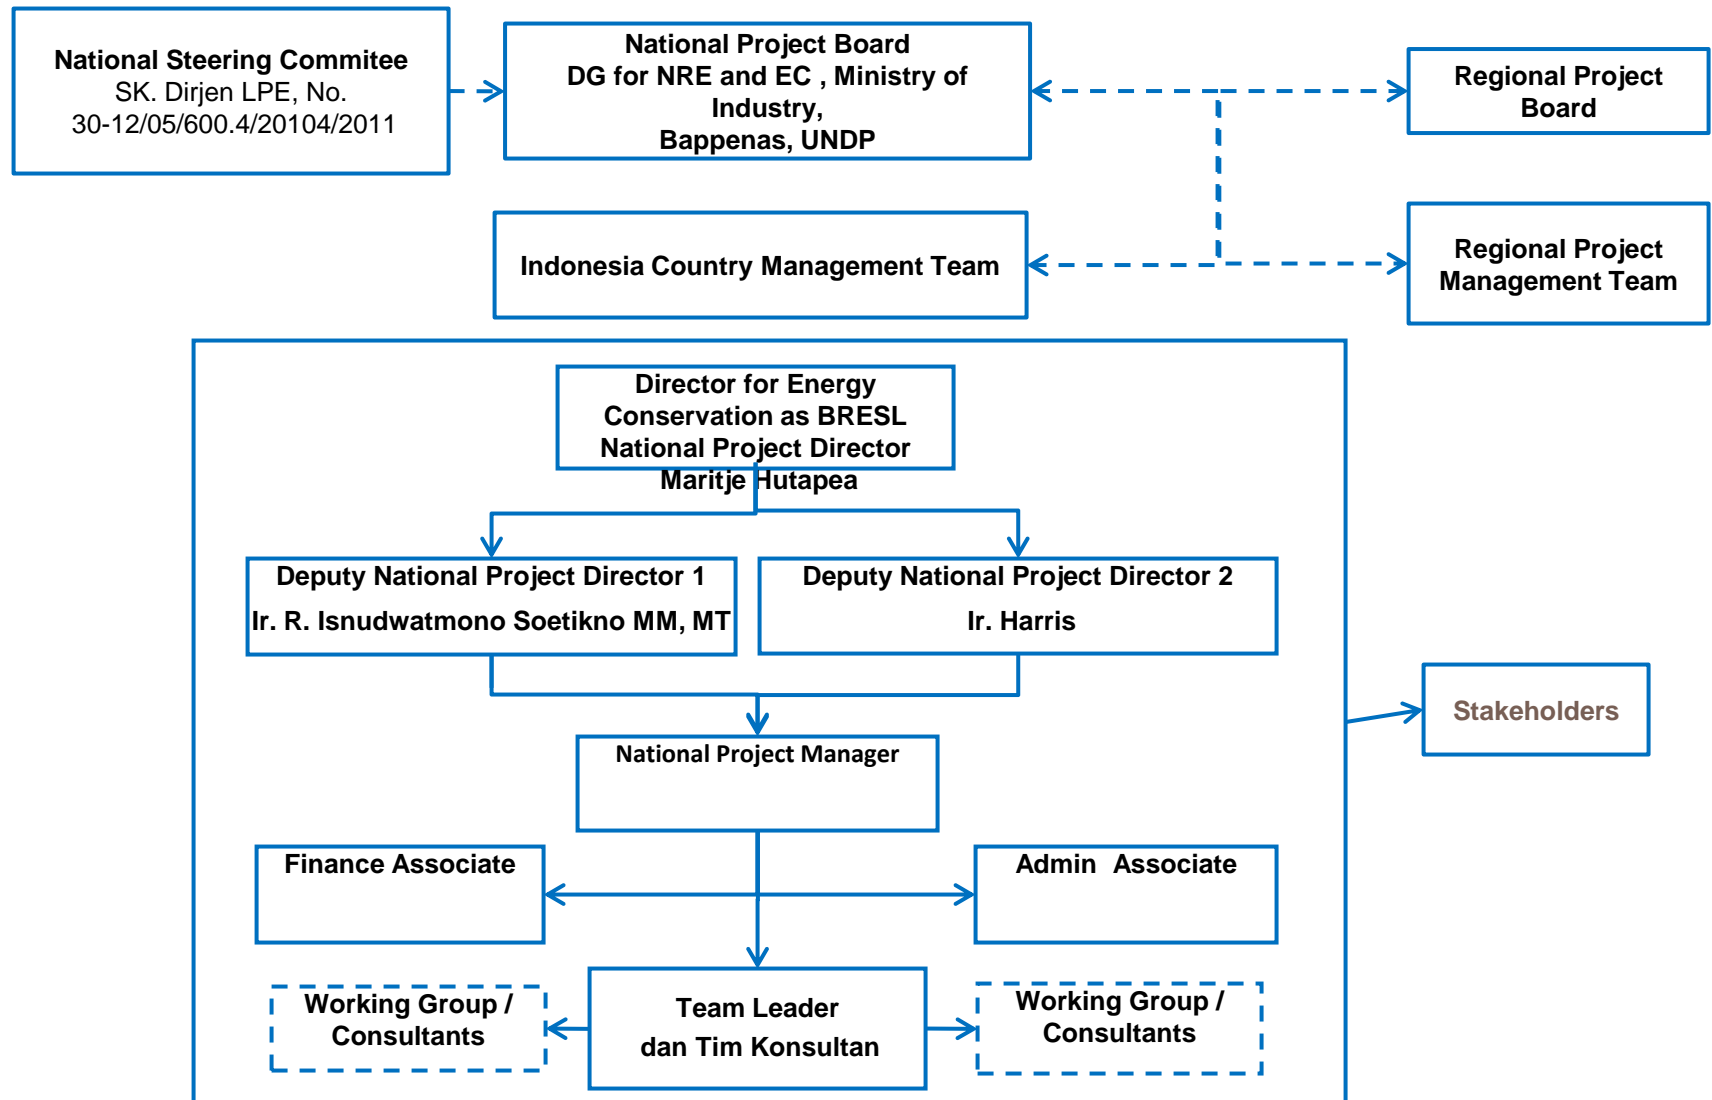 National Steering Commitee
SK. Dirjen LPE, No.
30-12/05/600.4/20104/2011
National Project Board
DG for NRE and EC , Ministry of
Industry,
Bappenas, UNDP
Regional Project
Board
Indonesia Country Management Team
Regional Project
Management Team
Director for Energy
Conservation as BRESL
National Project Director
Maritje Hutapea
Deputy National Project Director 1
Ir. R. Isnudwatmono Soetikno MM, MT
Deputy National Project Director 2
Ir. Harris
Stakeholders
National Project Manager
Finance Associate
Admin Associate
Working Group /
Consultants
Team Leader
dan Tim Konsultan
Working Group /
Consultants